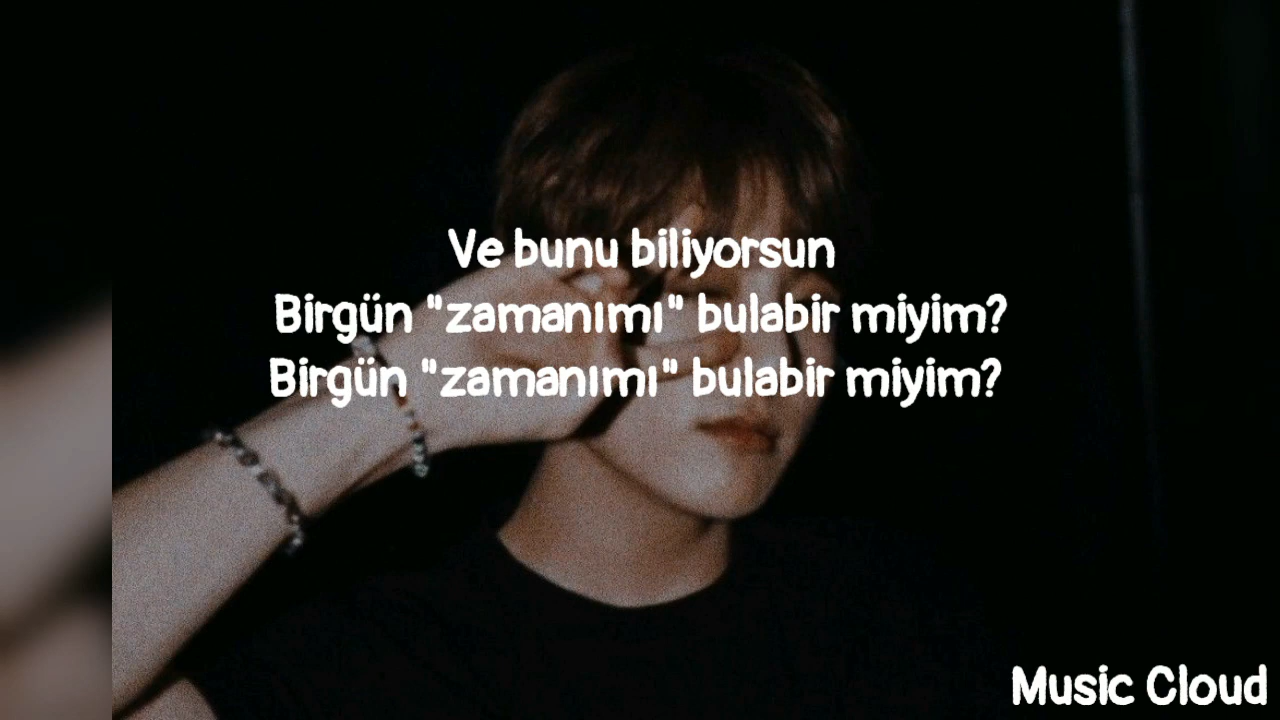 Ve bunu biliyorsun
Birgün "zamanımı" bulabir miyim?
Birgün "zamanımı" bulabir miyim?
Music Cloud